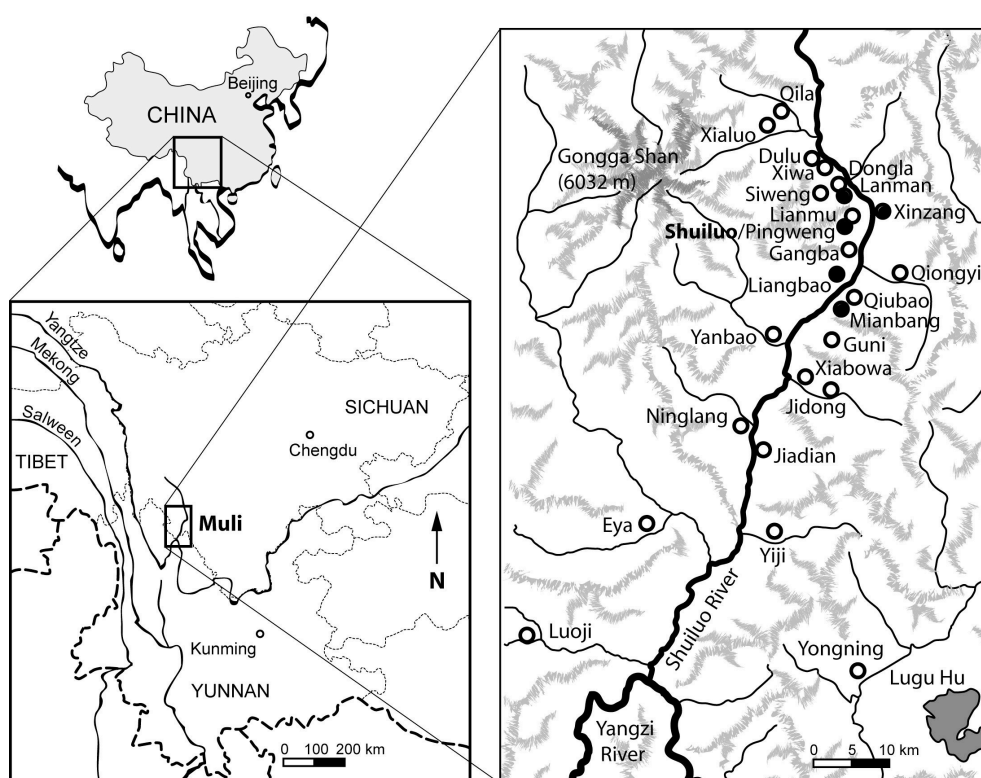 Beijing
CHINA
Yangtze
Mekong
Salween
TIBET
SICHUAN
Chengdu
Muli
N
Kunming
YUNNAN
0 100 200 km
Qila
Xialuo
Gongga Shan
(6032 m)
Dulu
Xiwa
Dongla
Lanman
Siweng
Lianmu
Xinzang
Shuiluo/Pingweng
Gangba
Qiongyi
Liangbao
Qiubao
Mianbang
Yanbao
Guni
Xiabowa
Jidong
Ninglang
Jiadian
Eya
Yiji
Shuiluo River
Luoji
Yongning
Lugu Hu
Yangzi
River
0 5 10 km